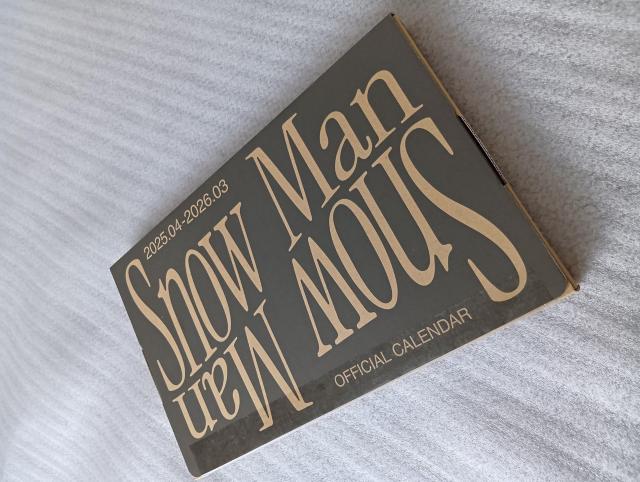 2025.04-2026.03
Snow Man
Snow Man
OFFICIAL CALENDAR